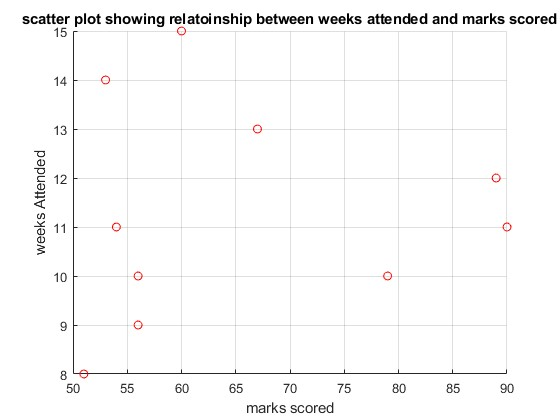 scatter plot showing relatoinship between weeks attended and marks scored
15
14
13
12
11
10
9
8
weeks Attended
50 55 60 65 70 75 80 85 90
marks scored